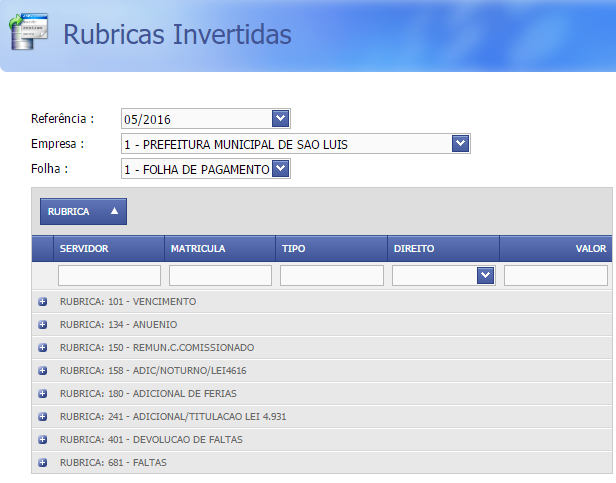 Rubricas Invertidas
Referência : 05/2016
Empresa : 1 - PREFEITURA MUNICIPAL DE SAO LUIS
Folha : 1 - FOLHA DE PAGAMENTO
RUBRICA
SERVIDOR MATRICULA TIPO DIREITO VALOR
RUBRICA: 101 - VENCIMENTO
RUBRICA: 134 - ANUENIO
RUBRICA: 150 - REMUN.C.COMISSIONADO
RUBRICA: 158 - ADIC/NOTURNO/LEI4616
RUBRICA: 180 - ADICIONAL DE FERIAS
RUBRICA: 241 - ADICIONAL/TITULACAO LEI 4.931
RUBRICA: 401 - DEVOLUCAO DE FALTAS
RUBRICA: 681 - FALTAS